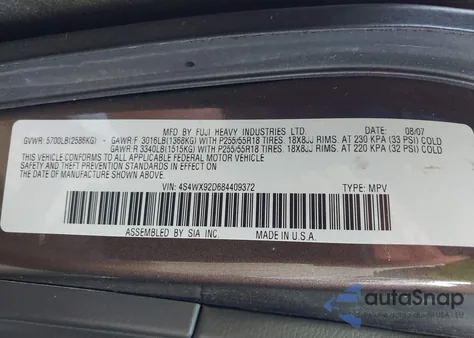 MFD BY FUJI HEAVY INDUSTRIES LTD. DATE: 08/07
GVWR: 5700LB(2586KG) GAWR:F 3016LB(1368KG) WITH P255/55R18 TIRES. 18X8JJ RIMS. AT 230 KPA (33 PSI) COLD
GAWR:R 3340LB(1515KG) WITH P255/55R18 TIRES. 18X8JJ RIMS. AT 220 KPA (32 PSI) COLD
THIS VEHICLE CONFORMS TO ALL APPLICABLE FEDERAL MOTOR VEHICLE
SAFETY AND THEFT PREVENTION STANDARDS IN EFFECT ON
THE DATE OF MANUFACTURE SHOWN ABOVE.
VIN: 4S4WX92D684409372 TYPE: MPV
ASSEMBLED BY SIA INC. MADE IN U.S.A.
autoSnap